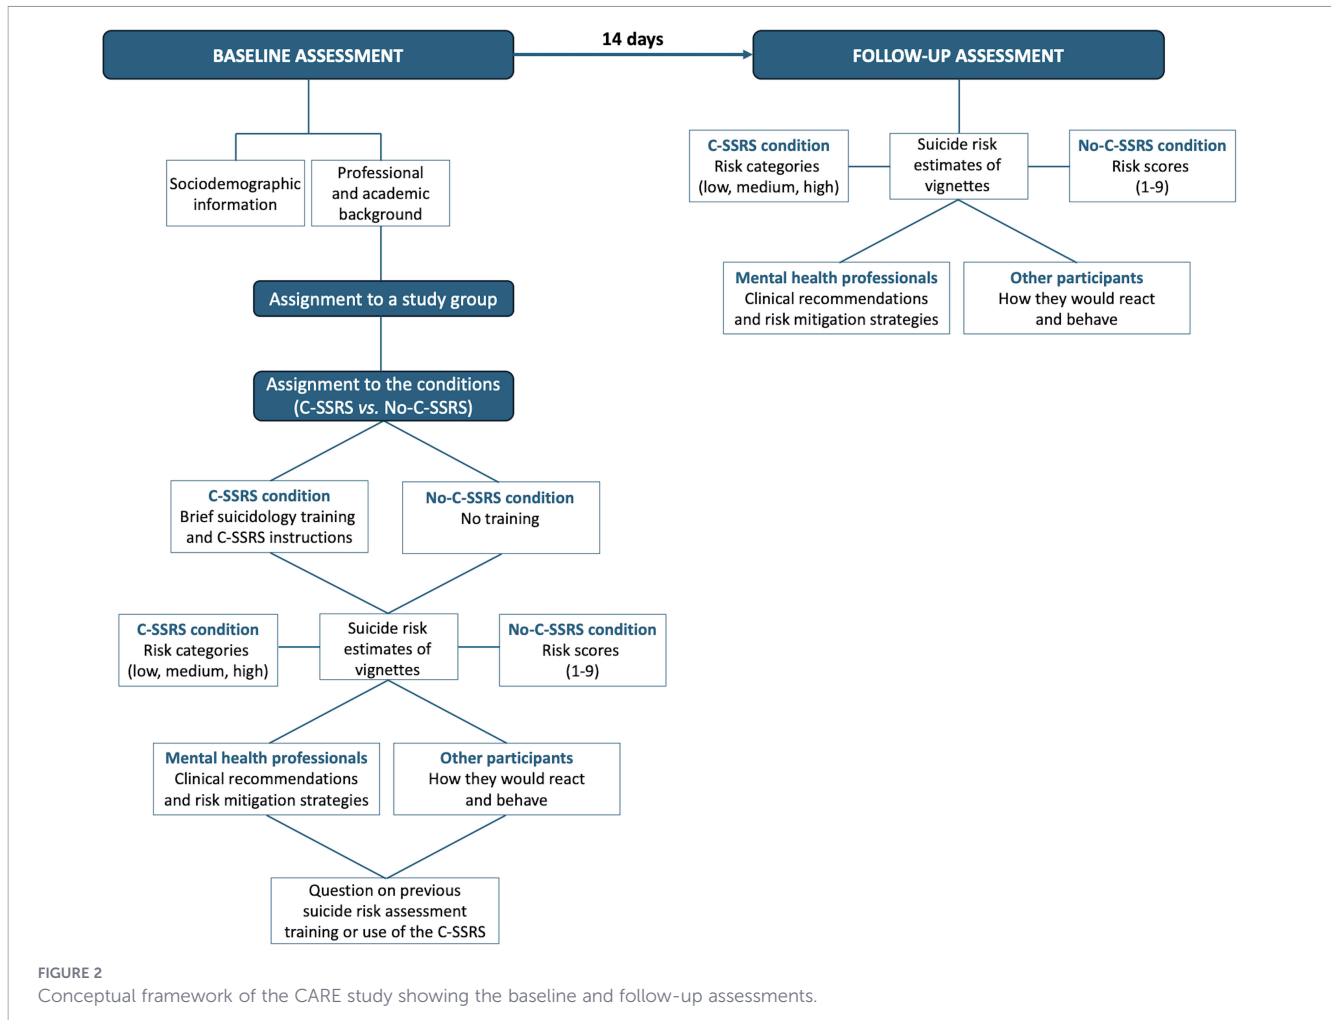 BASELINE ASSESSMENT
14 days
FOLLOW-UP ASSESSMENT
Sociodemographic
information
Professional
and academic
background
Assignment to a study group
Assignment to the conditions
(C-SSRS vs. No-C-SSRS)
C-SSRS condition
Brief suicidology training
and C-SSRS instructions
No-C-SSRS condition
No training
C-SSRS condition
Risk categories
(low, medium, high)
Suicide risk
estimates of
vignettes
No-C-SSRS condition
Risk scores
(1-9)
Mental health professionals
Clinical recommendations
and risk mitigation strategies
Other participants
How they would react
and behave
Question on previous
suicide risk assessment
training or use of the C-SSRS
C-SSRS condition
Risk categories
(low, medium, high)
Suicide risk
estimates of
vignettes
No-C-SSRS condition
Risk scores
(1-9)
Mental health professionals
Clinical recommendations
and risk mitigation strategies
Other participants
How they would react
and behave
FIGURE 2
Conceptual framework of the CARE study showing the baseline and follow-up assessments.